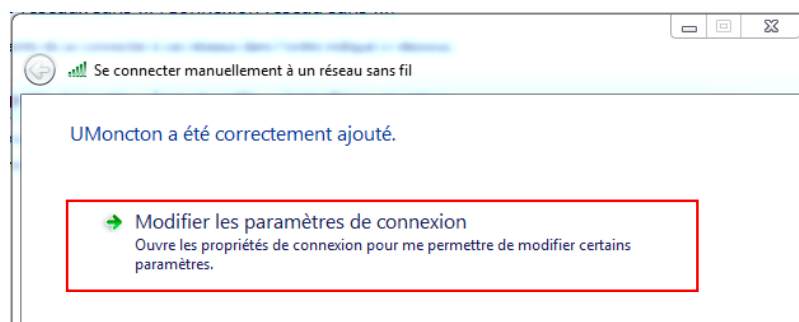 Se connecter manuellement à un réseau sans fil
UMoncton a été correctement ajouté.
Modifier les paramètres de connexion
Ouvre les propriétés de connexion pour me permettre de modifier certains
paramètres.